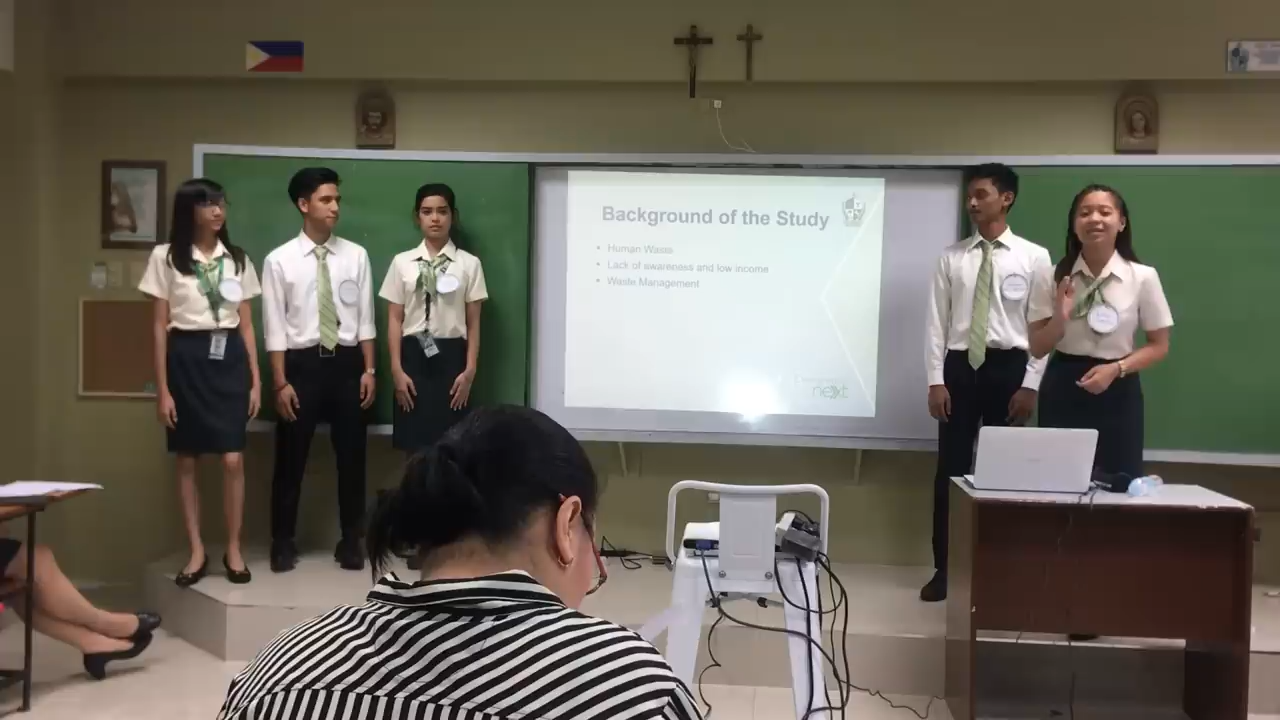 Background of the Study
• Human Waste
• Lack of awareness and low income
• Waste Management
next